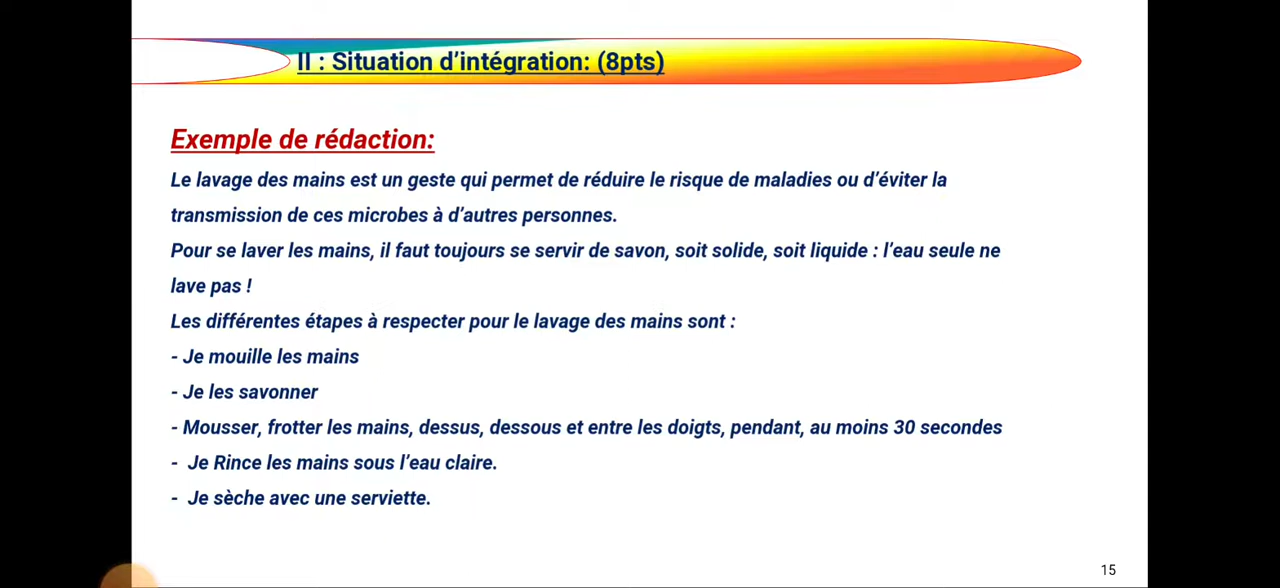 II : Situation d’intégration: (8pts)
Exemple de rédaction:
Le lavage des mains est un geste qui permet de réduire le risque de maladies ou d’éviter la
transmission de ces microbes à d’autres personnes.
Pour se laver les mains, il faut toujours se servir de savon, soit solide, soit liquide : l’eau seule ne
lave pas !
Les différentes étapes à respecter pour le lavage des mains sont :
- Je mouille les mains
- Je les savonner
- Mousser, frotter les mains, dessus, dessous et entre les doigts, pendant, au moins 30 secondes
- Je Rince les mains sous l’eau claire.
- Je sèche avec une serviette.
15